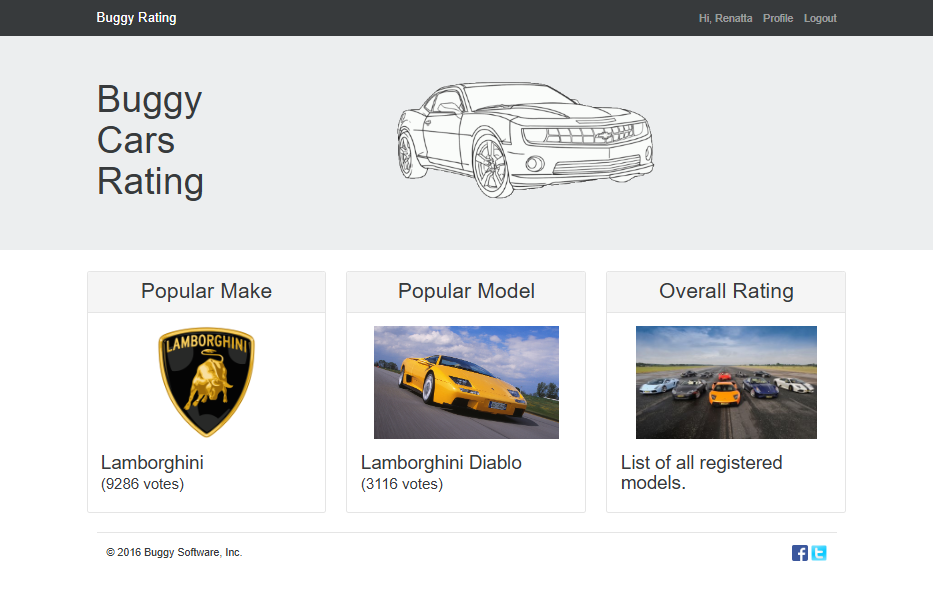 Buggy Rating
Hi, Renatta Profile Logout
Buggy
Cars
Rating
Popular Make
LAMBORGHINI
Lamborghini
(9286 votes)
Popular Model
Lamborghini Diablo
(3116 votes)
Overall Rating
List of all registered
models.
© 2016 Buggy Software, Inc.